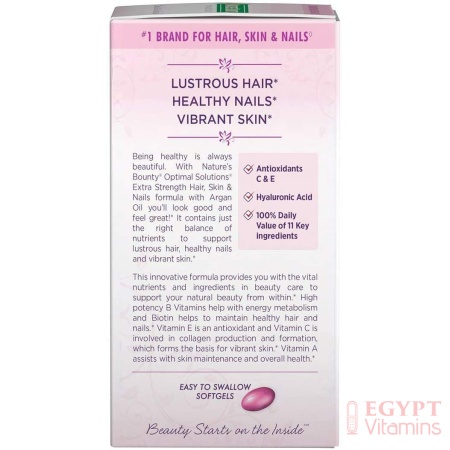 #1 BRAND FOR HAIR, SKIN & NAILS◊
LUSTROUS HAIR*
HEALTHY NAILS*
VIBRANT SKIN*
Being healthy is always
beautiful. With Nature's
Bounty® Optimal Solutions®
Extra Strength Hair, Skin &
Nails formula with Argan
Oil you'll look good and
feel great!* It contains just
the right balance of
nutrients to support
lustrous hair, healthy nails
and vibrant skin.*
Antioxidants
C & E
Hyaluronic Acid
100% Daily
Value of 11 Key
ingredients
This innovative formula provides you with the vital
nutrients and ingredients in beauty care to
support your natural beauty from within.* High
potency B Vitamins help with energy metabolism
and Biotin helps to maintain healthy hair and
nails.* Vitamin E is an antioxidant and Vitamin C is
involved in collagen production and formation,
which forms the basis for vibrant skin.* Vitamin A
assists with skin maintenance and overall health.*
EASY TO SWALLOW
SOFTGELS
Beauty Starts on the Inside™
EGYPT
Vitamins